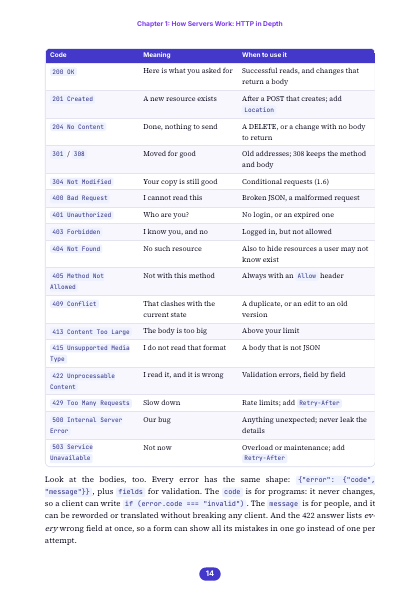 Chapter 1: How Servers Work: HTTP in Depth
Code Meaning When to use it
200 OK Here is what you asked for Successful reads, and changes that
return a body
201 Created A new resource exists After a POST that creates; add
Location
204 No Content Done, nothing to send A DELETE, or a change with no body
to return
301 / 308 Moved for good Old addresses; 308 keeps the method
and body
304 Not Modified Your copy is still good Conditional requests (1.6)
400 Bad Request I cannot read this Broken JSON, a malformed request
401 Unauthorized Who are you? No login, or an expired one
403 Forbidden I know you, and no Logged in, but not allowed
404 Not Found No such resource Also to hide resources a user may not
know exist
405 Method Not Not with this method Always with an Allow header
Allowed
409 Conflict That clashes with the A duplicate, or an edit to an old
current state version
413 Content Too Large The body is too big Above your limit
415 Unsupported Media I do not read that format A body that is not JSON
Type
422 Unprocessable I read it, and it is wrong Validation errors, field by field
Content
429 Too Many Requests Slow down Rate limits; add Retry-After
500 Internal Server Our bug Anything unexpected; never leak the
Error details
503 Service Not now Overload or maintenance; add
Unavailable Retry-After
Look at the bodies, too. Every error has the same shape: {"error": {"code",
"message"}}, plus fields for validation. The code is for programs: it never changes,
so a client can write if (error.code === "invalid"). The message is for people, and it
can be reworded or translated without breaking any client. And the 422 answer lists ev-
ery wrong field at once, so a form can show all its mistakes in one go instead of one per
attempt.
14